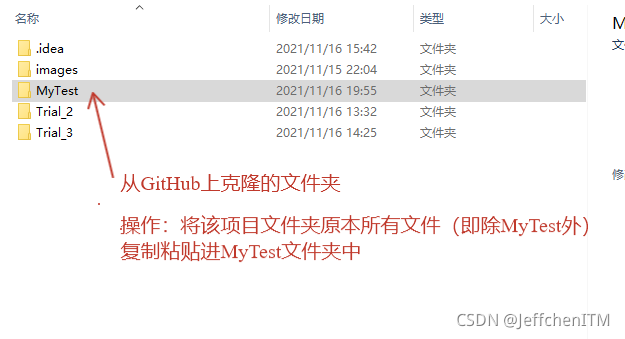 名称 修改日期 类型 大小
M
.idea 2021/11/16 15:42 文件夹
文
images 2021/11/15 22:04 文件夹
MyTest 2021/11/16 19:55 文件夹
Trial_2 2021/11/16 13:32 文件夹
Trial_3 2021/11/16 14:25 文件夹
修
从GitHub上克隆的文件夹
操作：将该项目文件夹原本所有文件（即除MyTest外）
复制粘贴进MyTest文件夹中
CSDN @JeffchenITM